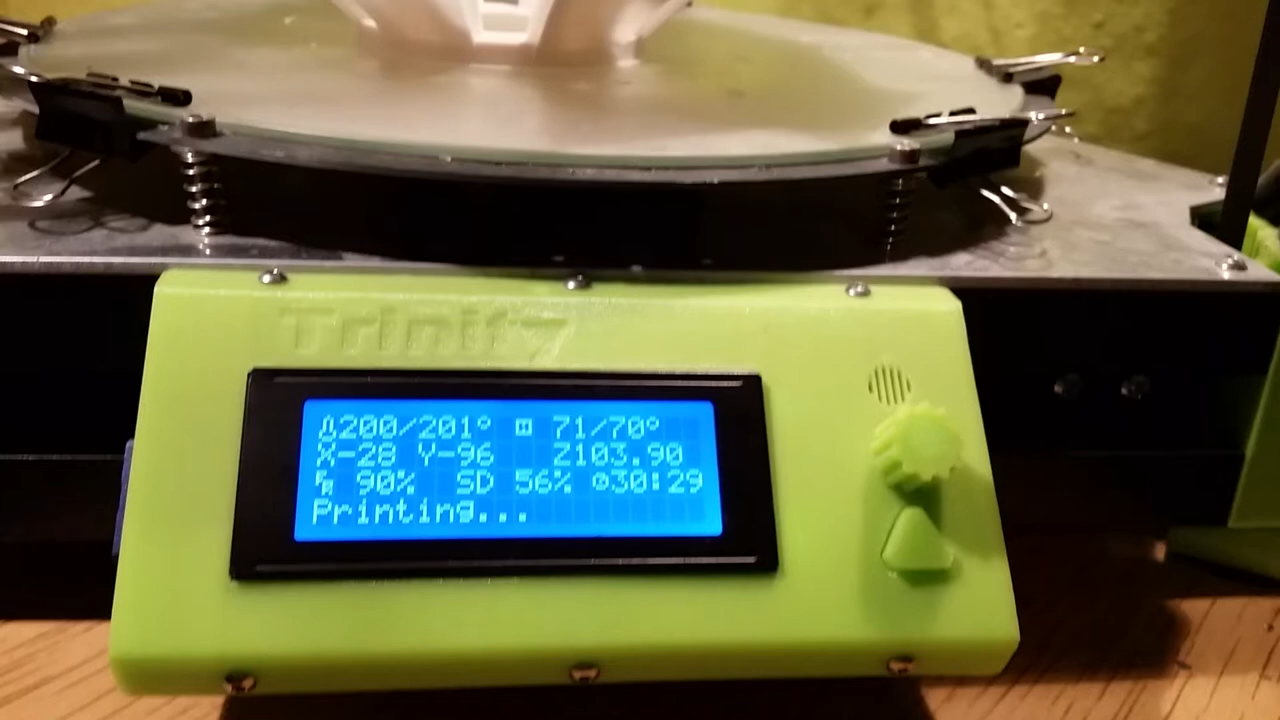 Trinity
200/201° 71/70°
X-28 Y-96 Z103.90
90% SD 56% 30:29
Printing...